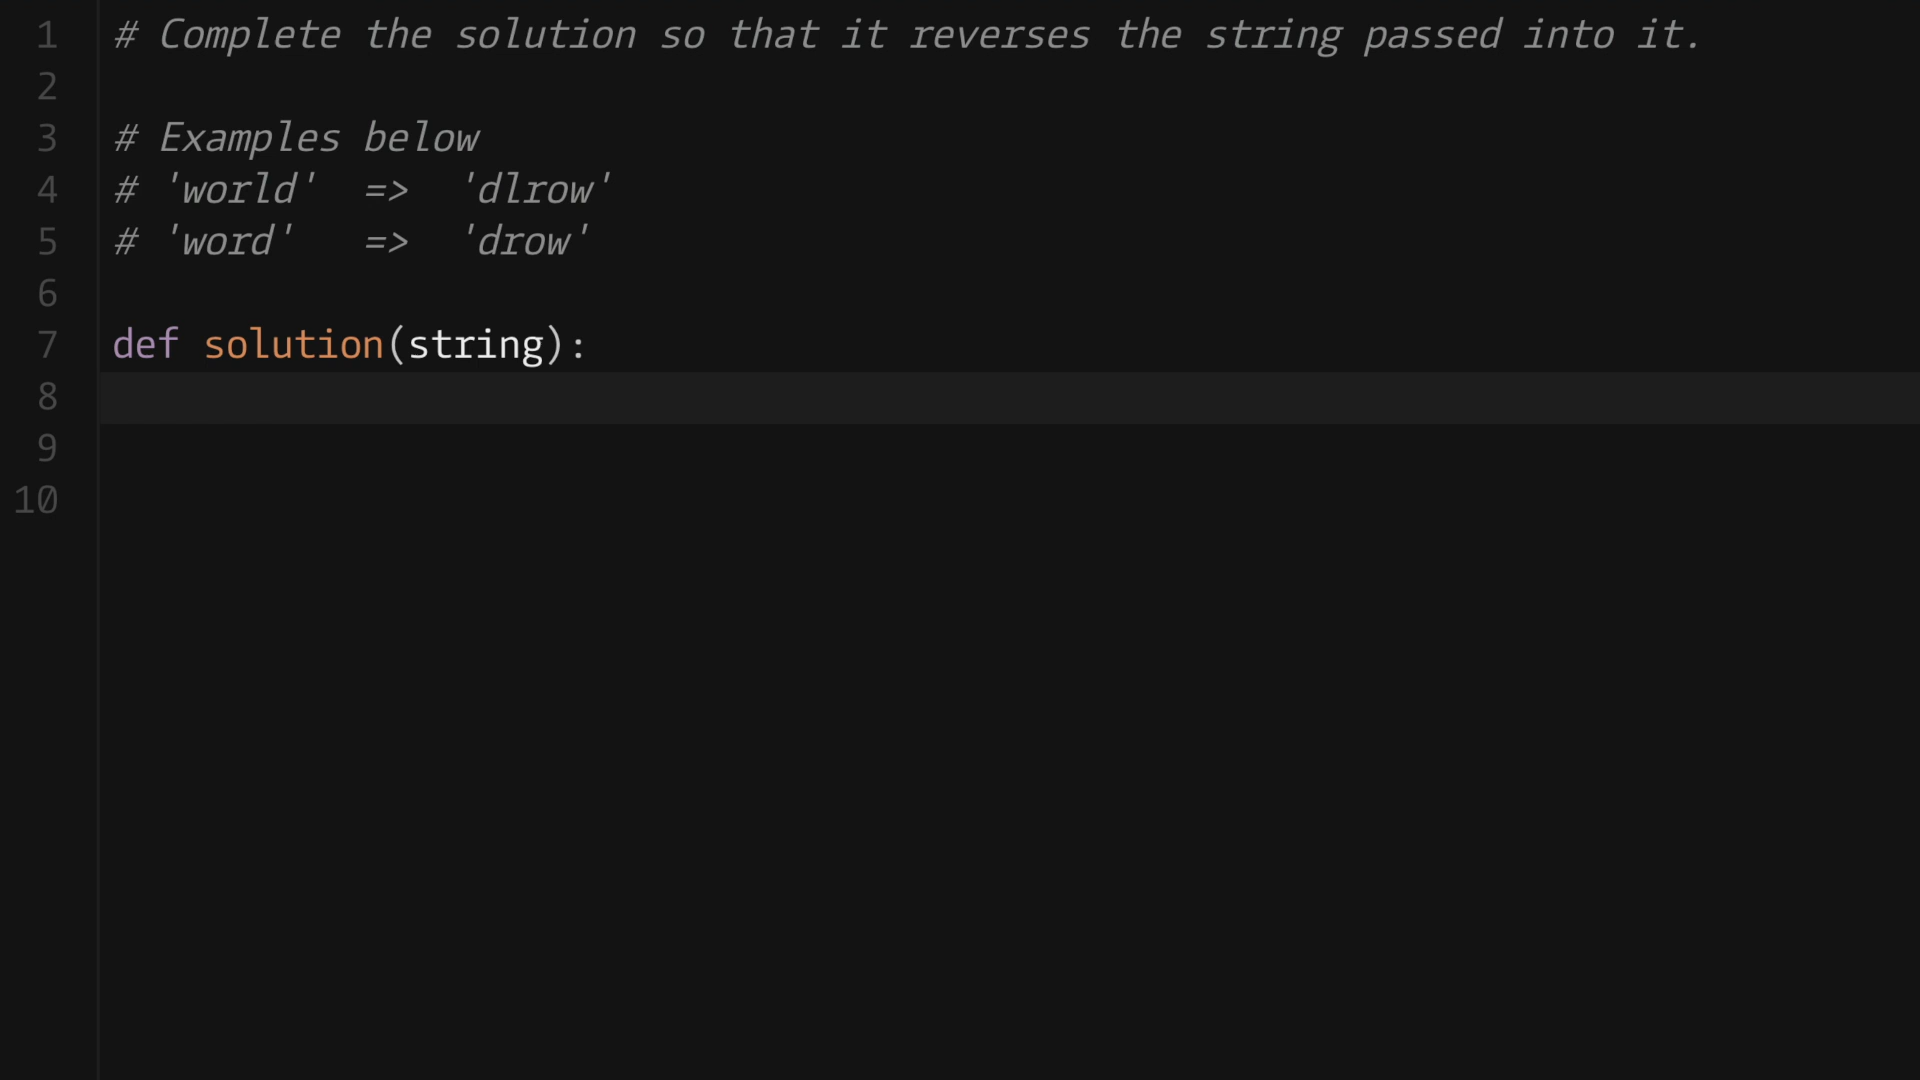 1 # Complete the solution so that it reverses the string passed into it.
2
3 # Examples below
4 # 'world'  =>  'dlrow'
5 # 'word'   =>  'drow'
6
7 def solution(string):
8
9
10